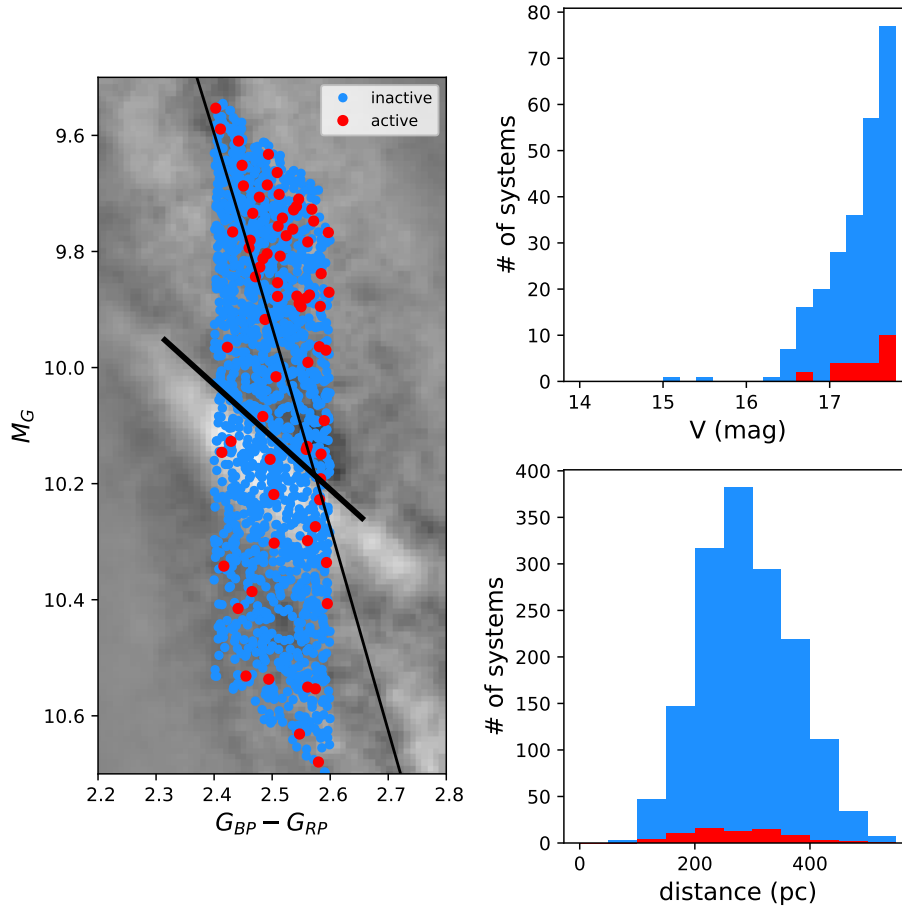 inactive
active
9.6
9.8
10.0
10.2
10.4
10.6
M_G
2.2 2.3 2.4 2.5 2.6 2.7 2.8
G_BP − G_RP
80
70
60
50
40
30
20
10
0
# of systems
14 15 16 17
V (mag)
400
350
300
250
200
150
100
50
0
# of systems
0 200 400
distance (pc)